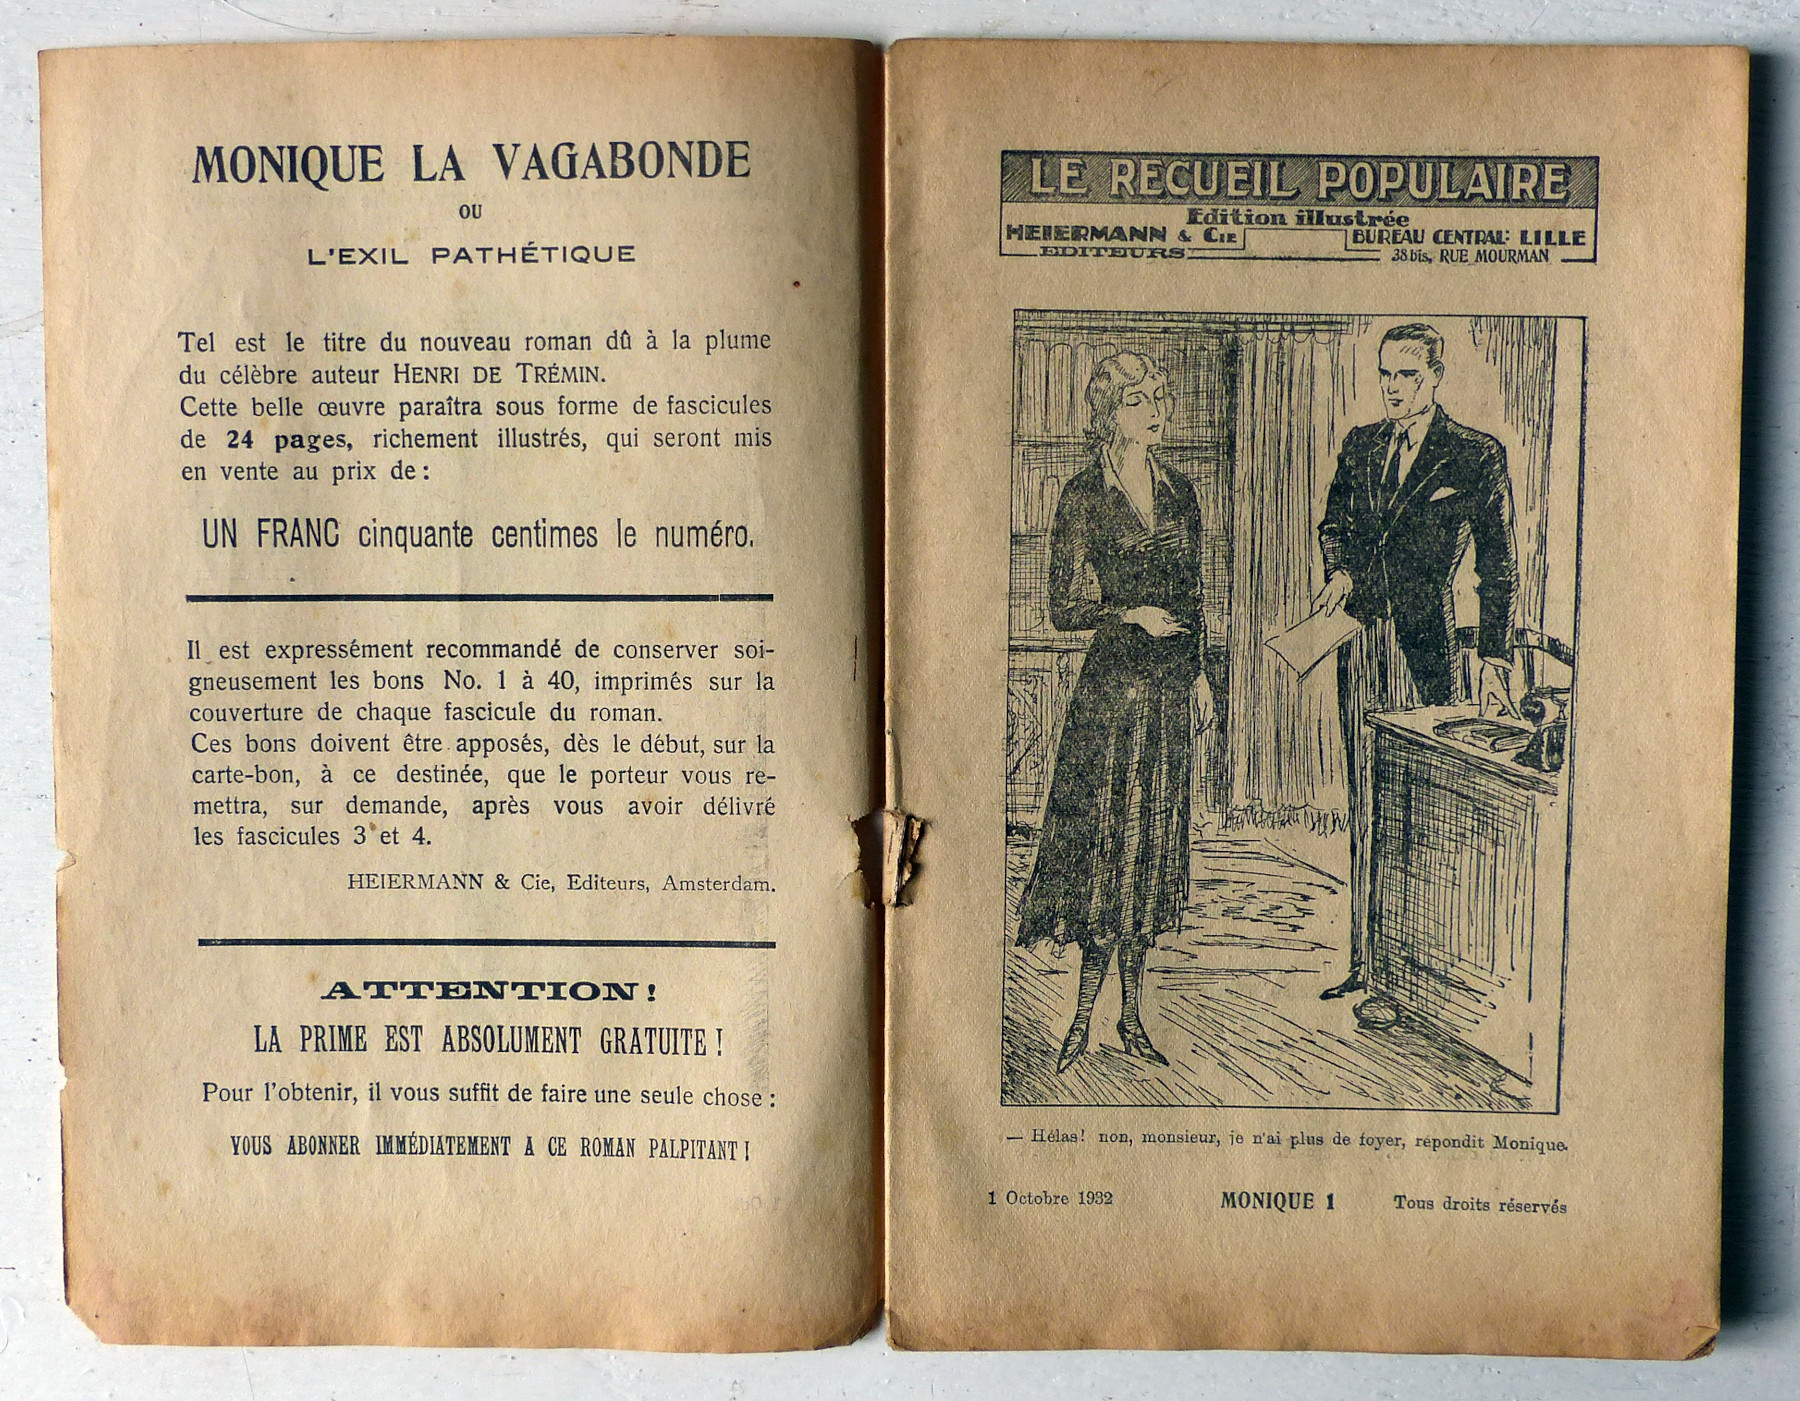 MONIQUE LA VAGABONDE
OU
L'EXIL PATHÉTIQUE
Tel est le titre du nouveau roman dû à la plume
du célèbre auteur HENRI DE TRÉMIN.
Cette belle œuvre paraîtra sous forme de fascicules
de 24 pages, richement illustrés, qui seront mis
en vente au prix de :
UN FRANC cinquante centimes le numéro.
Il est expressément recommandé de conserver soi-
gneusement les bons No. 1 à 40, imprimés sur la
couverture de chaque fascicule du roman.
Ces bons doivent être apposés, dès le début, sur la
carte-bon, à ce destinée, que le porteur vous re-
mettra, sur demande, après vous avoir délivré
les fascicules 3 et 4.
HEIERMANN & Cie, Editeurs, Amsterdam.
ATTENTION !
LA PRIME EST ABSOLUMENT GRATUITE !
Pour l'obtenir, il vous suffit de faire une seule chose :
VOUS ABONNER IMMÉDIATEMENT A CE ROMAN PALPITANT !
LE RECUEIL POPULAIRE
Edition illustrée
HEIERMANN & CIE
EDITEURS
BUREAU CENTRAL: LILLE
38 bis, RUE MOURMAN
— Hélas! non, monsieur, je n'ai plus de foyer, répondit Monique.
1 Octobre 1932 MONIQUE 1 Tous droits réservés